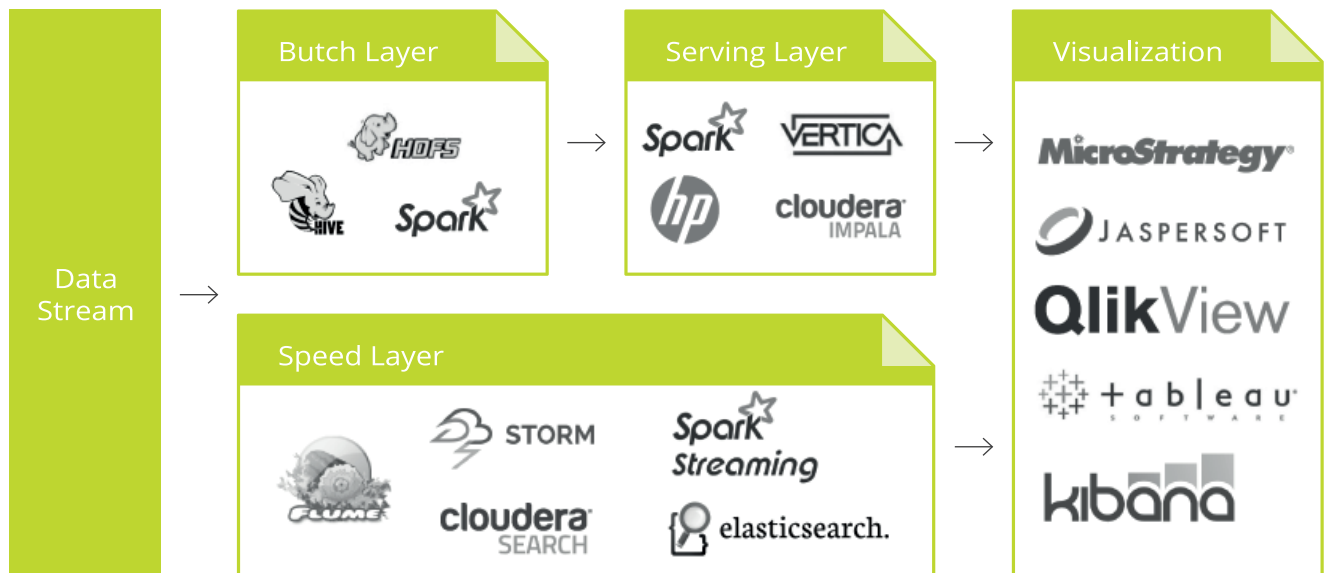 Data
Stream
Butch Layer
HDFS
HIVE
Spark
Serving Layer
Spark
VERTICA
hp
cloudera
IMPALA
Speed Layer
FLUME
STORM
cloudera
SEARCH
Spark
Streaming
elasticsearch.
Visualization
MicroStrategy®
JASPERSOFT
QlikView
+ableau
SOFTWARE
kibana